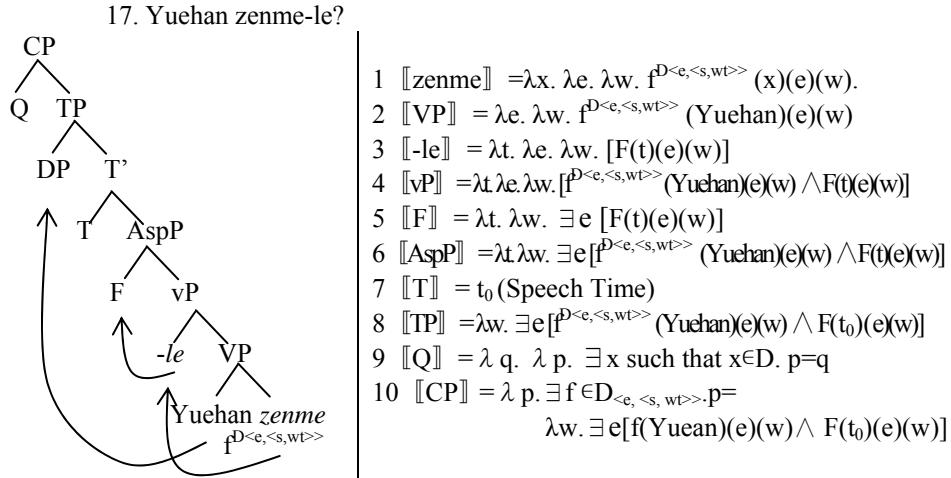 17. Yuehan zenme-le?
CP
Q TP
DP T’
T AspP
F vP
-le VP
Yuehan zenme
f^{D<e,<s,wt>>}
1 ⟦zenme⟧ =λx. λe. λw. f^{D<e,<s,wt>>} (x)(e)(w).
2 ⟦VP⟧ = λe. λw. f^{D<e,<s,wt>>} (Yuehan)(e)(w)
3 ⟦-le⟧ = λt. λe. λw. [F(t)(e)(w)]
4 ⟦vP⟧ =λt.λe.λw.[f^{D<e,<s,wt>>} (Yuehan)(e)(w) ∧F(t)(e)(w)]
5 ⟦F⟧ = λt. λw. ∃e [F(t)(e)(w)]
6 ⟦AspP⟧ =λt.λw. ∃e[f^{D<e,<s,wt>>} (Yuehan)(e)(w) ∧F(t)(e)(w)]
7 ⟦T⟧ = t₀ (Speech Time)
8 ⟦TP⟧ =λw. ∃e[f^{D<e,<s,wt>>} (Yuehan)(e)(w) ∧ F(t₀)(e)(w)]
9 ⟦Q⟧ = λ q. λ p. ∃x such that x∈D. p=q
10 ⟦CP⟧ = λ p. ∃f ∈D_{<e, <s, wt>>}.p=
λw. ∃e[f(Yuean)(e)(w)∧ F(t₀)(e)(w)]